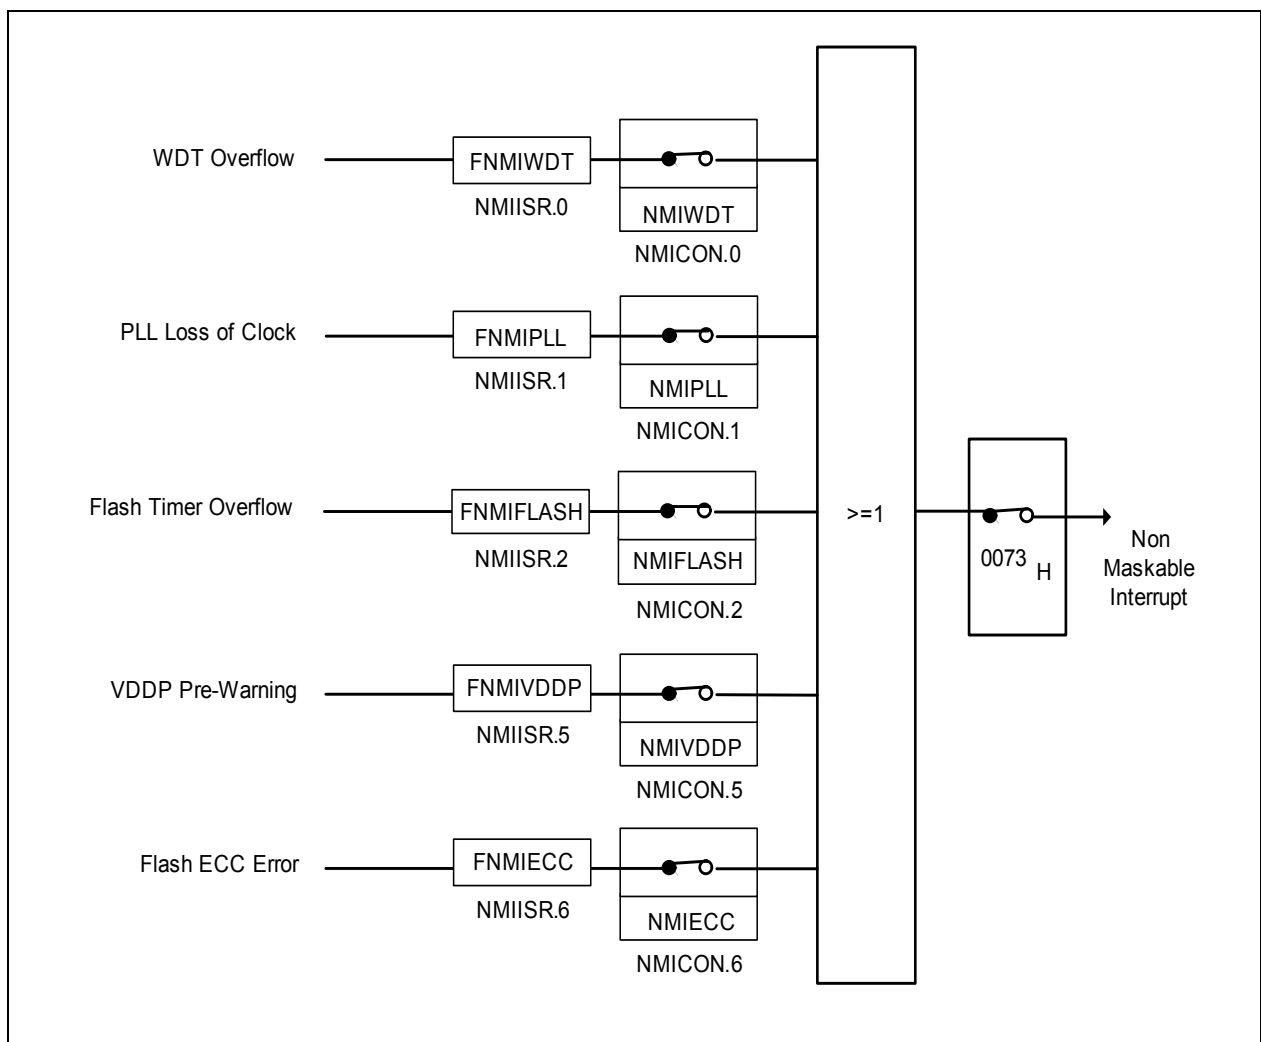 WDT Overflow
FNMIWDT
NMIISR.0
NMIWDT
NMICON.0
PLL Loss of Clock
FNMIPLL
NMIISR.1
NMIPLL
NMICON.1
Flash Timer Overflow
FNMIFLASH
NMIISR.2
NMIFLASH
NMICON.2
VDDP Pre-Warning
FNMIVDDP
NMIISR.5
NMIVDDP
NMICON.5
Flash ECC Error
FNMIECC
NMIISR.6
NMIECC
NMICON.6
>=1
0073 H
Non
Maskable
Interrupt